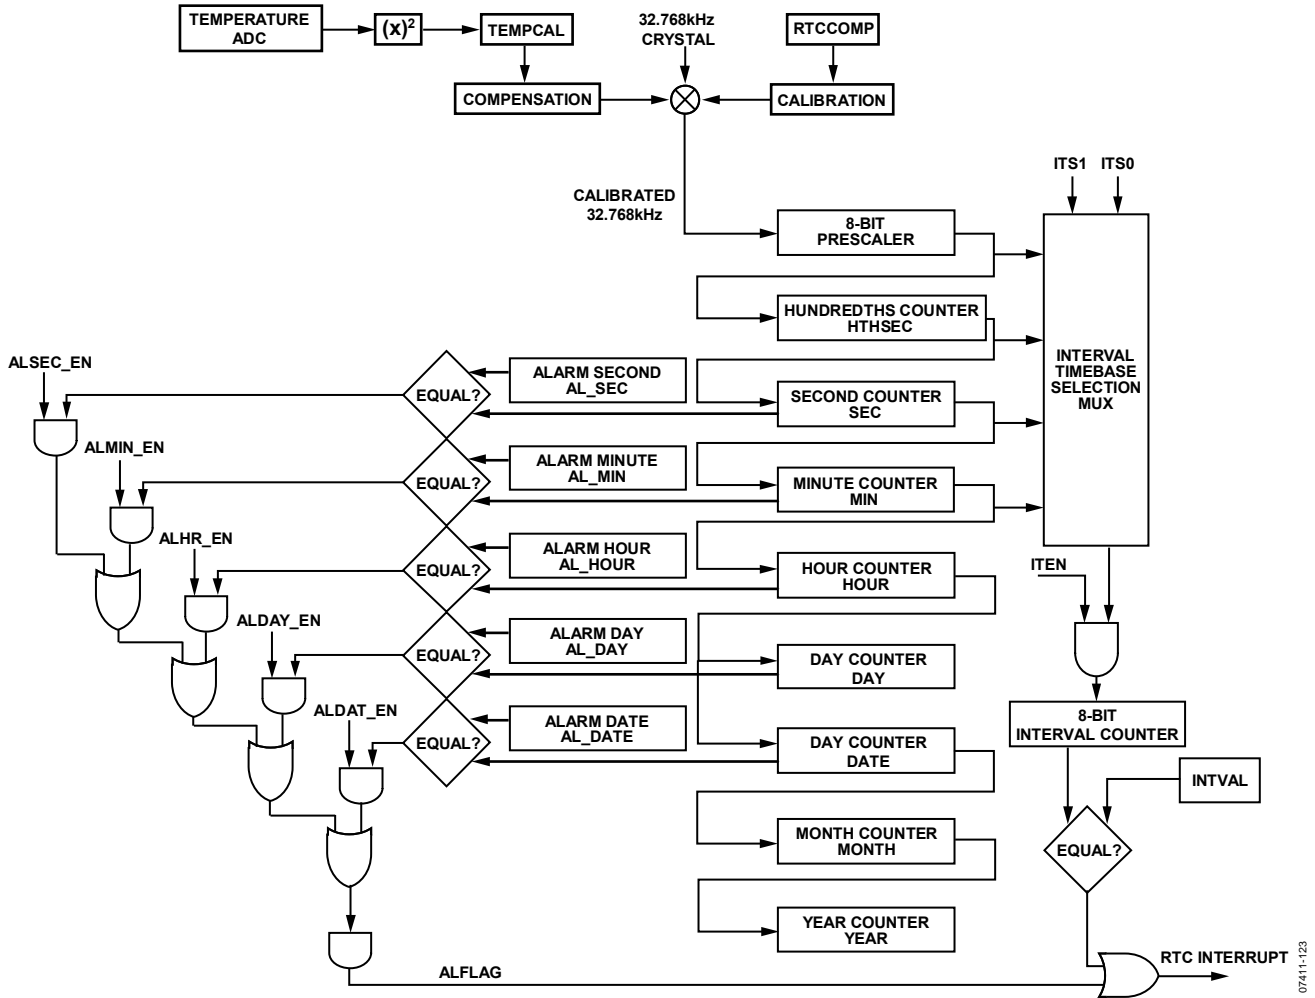 TEMPERATURE
ADC
(x)2
TEMPCAL
32.768kHz
CRYSTAL
RTCCOMP
COMPENSATION
CALIBRATION
ITS1 ITS0
CALIBRATED
32.768kHz
8-BIT
PRESCALER
HUNDREDTHS COUNTER
HTHSEC
INTERVAL
TIMEBASE
SELECTION
MUX
ALSEC_EN
EQUAL?
ALARM SECOND
AL_SEC
SECOND COUNTER
SEC
ALMIN_EN
EQUAL?
ALARM MINUTE
AL_MIN
MINUTE COUNTER
MIN
ALHR_EN
EQUAL?
ALARM HOUR
AL_HOUR
HOUR COUNTER
HOUR
ITEN
ALDAY_EN
EQUAL?
ALARM DAY
AL_DAY
DAY COUNTER
DAY
ALDAT_EN
EQUAL?
ALARM DATE
AL_DATE
DAY COUNTER
DATE
8-BIT
INTERVAL COUNTER
INTVAL
MONTH COUNTER
MONTH
EQUAL?
YEAR COUNTER
YEAR
ALFLAG
RTC INTERRUPT
07411-123